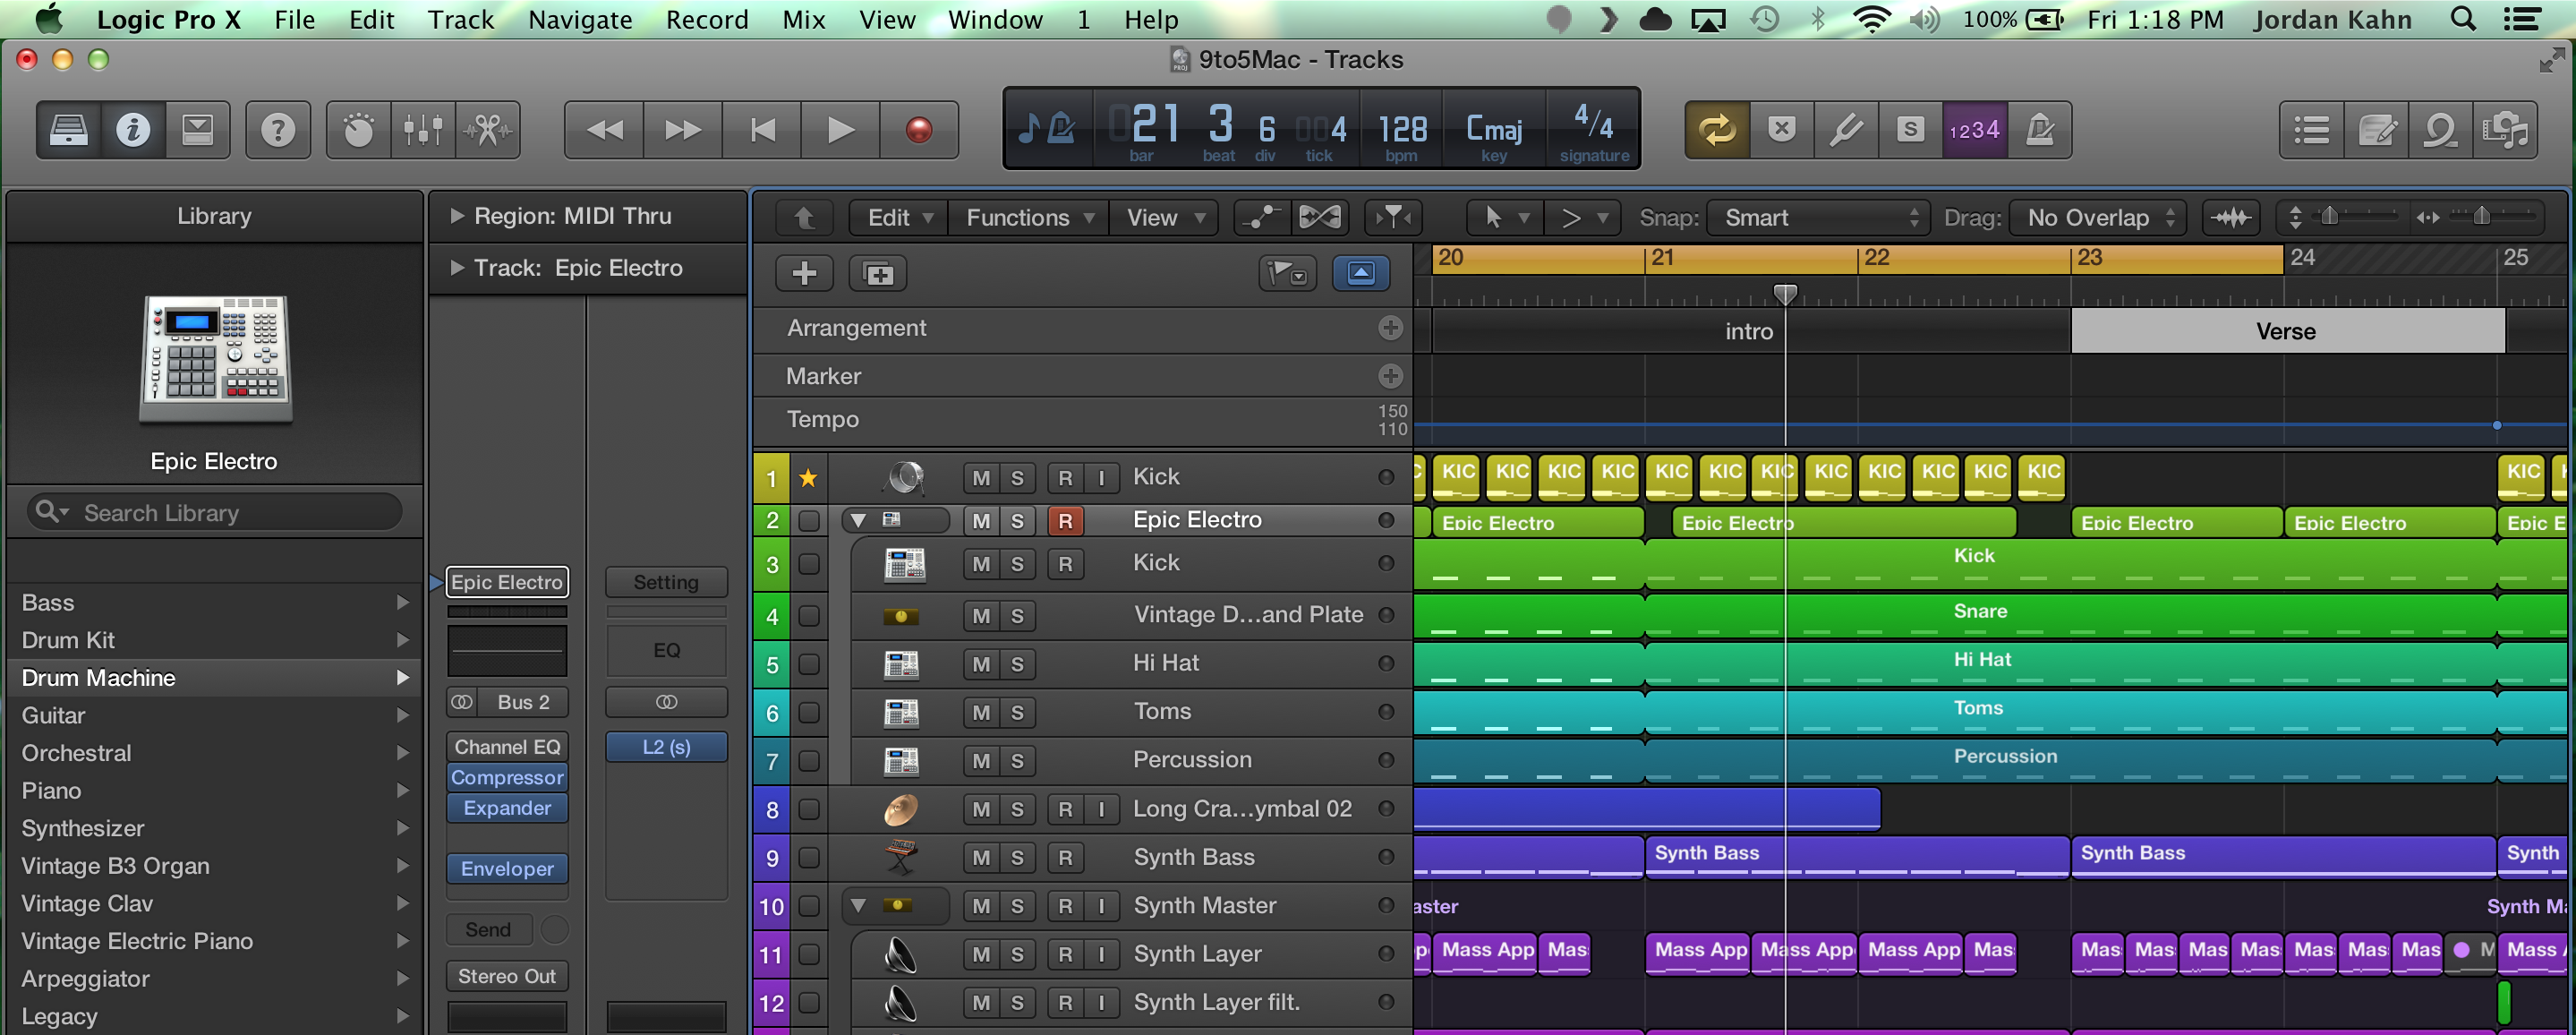 Logic Pro X File Edit Track Navigate Record Mix View Window 1 Help 100% Fri 1:18 PM Jordan Kahn
9to5Mac - Tracks
21 3 6 4 128 Cmaj 4/4
bar beat div tick bpm key signature
S 1234
Library
Region: MIDI Thru
Edit Functions View Snap: Smart Drag: No Overlap
Track: Epic Electro
20 21 22 23 24 25
Arrangement
intro Verse
Marker
Tempo 150
110
Epic Electro
Search Library
Bass
Drum Kit
Drum Machine
Guitar
Orchestral
Piano
Synthesizer
Vintage B3 Organ
Vintage Clav
Vintage Electric Piano
Arpeggiator
Legacy
Epic Electro Setting
EQ
Bus 2
Channel EQ L2 (s)
Compressor
Expander
Enveloper
Send
Stereo Out
1 M S R I Kick KIC KIC KIC KIC KIC KIC KIC KIC KIC KIC KIC KIC KIC
2 M S R Epic Electro Epic Electro Epic Electro Epic Electro Epic Electro Epic E
3 M S R Kick Kick
4 M S Vintage D...and Plate Snare
5 M S Hi Hat Hi Hat
6 M S Toms Toms
7 M S Percussion Percussion
8 M S R I Long Cra...ymbal 02
9 M S R Synth Bass Synth Bass Synth Bass Synth
10 M S R I Synth Master aster Synth Ma
11 M S R I Synth Layer Mass App Mas Mass App Mass App Mass App Mas Mas Mas Mas Mas Mas Mas Mas M Mass A
12 M S R I Synth Layer filt.